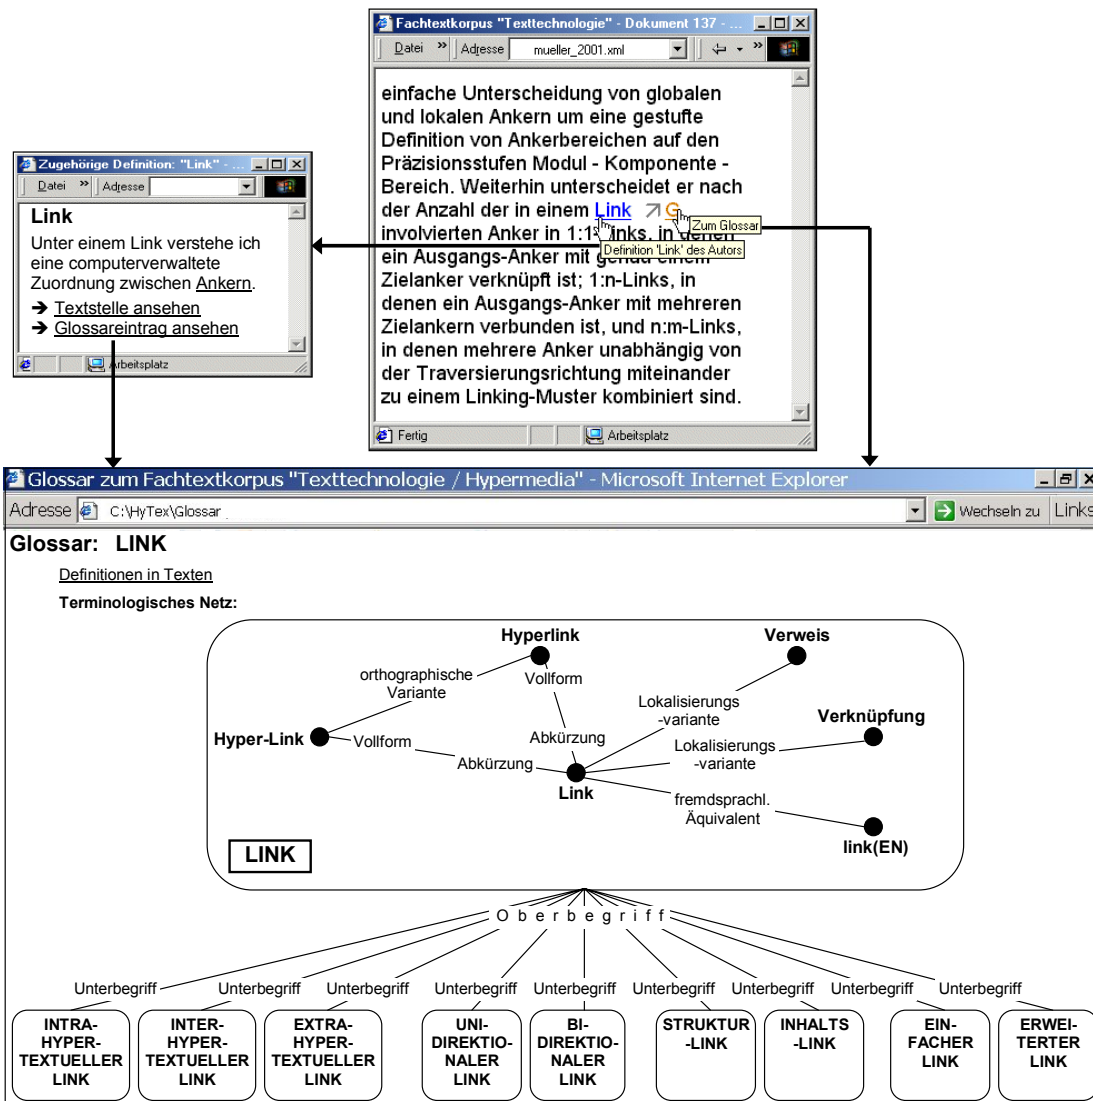 Fachtextkorpus "Texttechnologie" - Dokument 137 - ...
Datei » Adresse mueller_2001.xml »
einfache Unterscheidung von globalen
und lokalen Ankern um eine gestufte
Definition von Ankerbereichen auf den
Präzisionsstufen Modul - Komponente -
Bereich. Weiterhin unterscheidet er nach
der Anzahl der in einem Link G
Zum Glossar
involvierten Anker in 1:1-Links, in denen
Definition 'Link' des Autors
ein Ausgangs-Anker mit genau einem
Zielanker verknüpft ist; 1:n-Links, in
denen ein Ausgangs-Anker mit mehreren
Zielankern verbunden ist, und n:m-Links,
in denen mehrere Anker unabhängig von
der Traversierungsrichtung miteinander
zu einem Linking-Muster kombiniert sind.
Fertig Arbeitsplatz
Zugehörige Definition: "Link" - ...
Datei » Adresse
Link
Unter einem Link verstehe ich
eine computerverwaltete
Zuordnung zwischen Ankern.
➔ Textstelle ansehen
➔ Glossareintrag ansehen
Arbeitsplatz
Glossar zum Fachtextkorpus "Texttechnologie / Hypermedia" - Microsoft Internet Explorer
Adresse C:\HyTex\Glossar Wechseln zu Links
Glossar: LINK
Definitionen in Texten
Terminologisches Netz:
Hyperlink Verweis
orthographische
Variante
Vollform
Lokalisierungs
-variante
Verknüpfung
Hyper-Link Vollform Abkürzung
Lokalisierungs
-variante
Abkürzung
Link
fremdsprachl.
Äquivalent
link(EN)
LINK
Oberbegriff
Unterbegriff Unterbegriff Unterbegriff Unterbegriff Unterbegriff Unterbegriff Unterbegriff Unterbegriff Unterbegriff
INTRA-
HYPER-
TEXTUELLER
LINK
INTER-
HYPER-
TEXTUELLER
LINK
EXTRA-
HYPER-
TEXTUELLER
LINK
UNI-
DIREKTIO-
NALER
LINK
BI-
DIREKTIO-
NALER
LINK
STRUKTUR
-LINK
INHALTS
-LINK
EIN-
FACHER
LINK
ERWEI-
TERTER
LINK